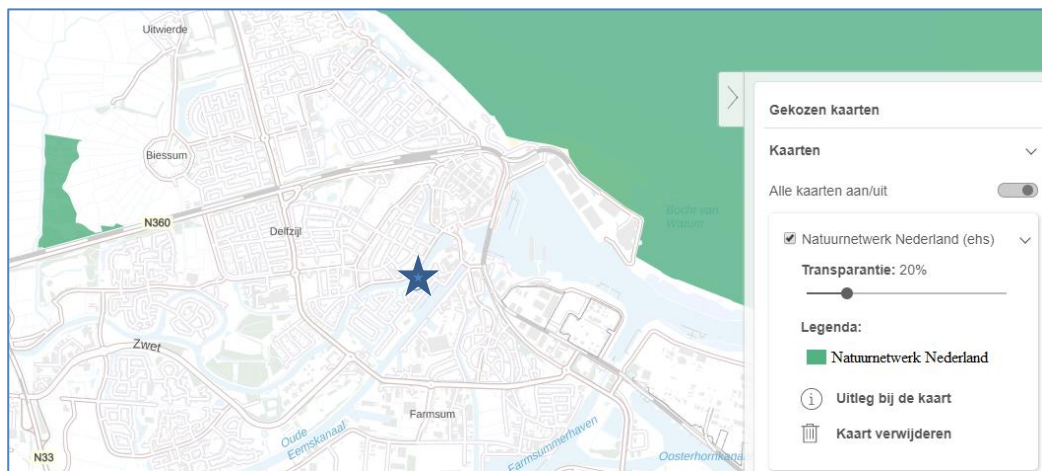 Uitwierde
Biessum
N360
Delfzijl
Bocht van
Watum
Zwet
Farmsum
Oude
Eemskanaal
Farmsummerhaven
Oosterhornkanaal
N33
Gekozen kaarten
Kaarten
Alle kaarten aan/uit
Natuurnetwerk Nederland (ehs)
Transparantie: 20%
Legenda:
Natuurnetwerk Nederland
Uitleg bij de kaart
Kaart verwijderen